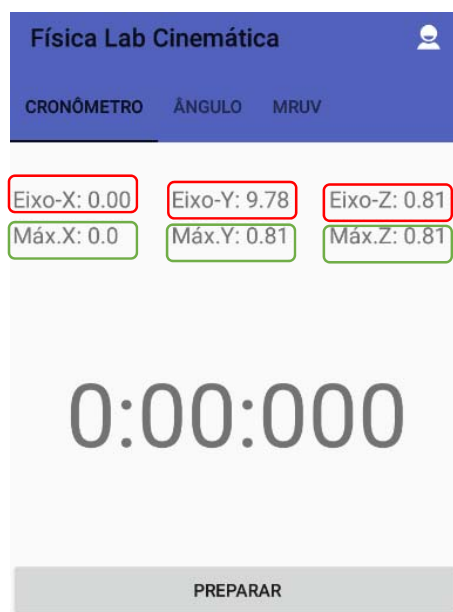 Física Lab Cinemática
CRONÔMETRO ÂNGULO MRUV
Eixo-X: 0.00 Eixo-Y: 9.78 Eixo-Z: 0.81
Máx.X: 0.0 Máx.Y: 0.81 Máx.Z: 0.81
0:00:000
PREPARAR